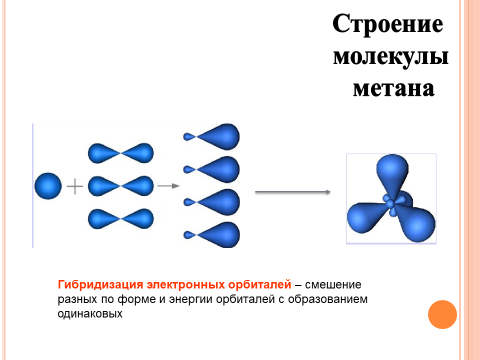 Строение
молекулы
метана
Гибридизация электронных орбиталей – смешение
разных по форме и энергии орбиталей с образованием
одинаковых